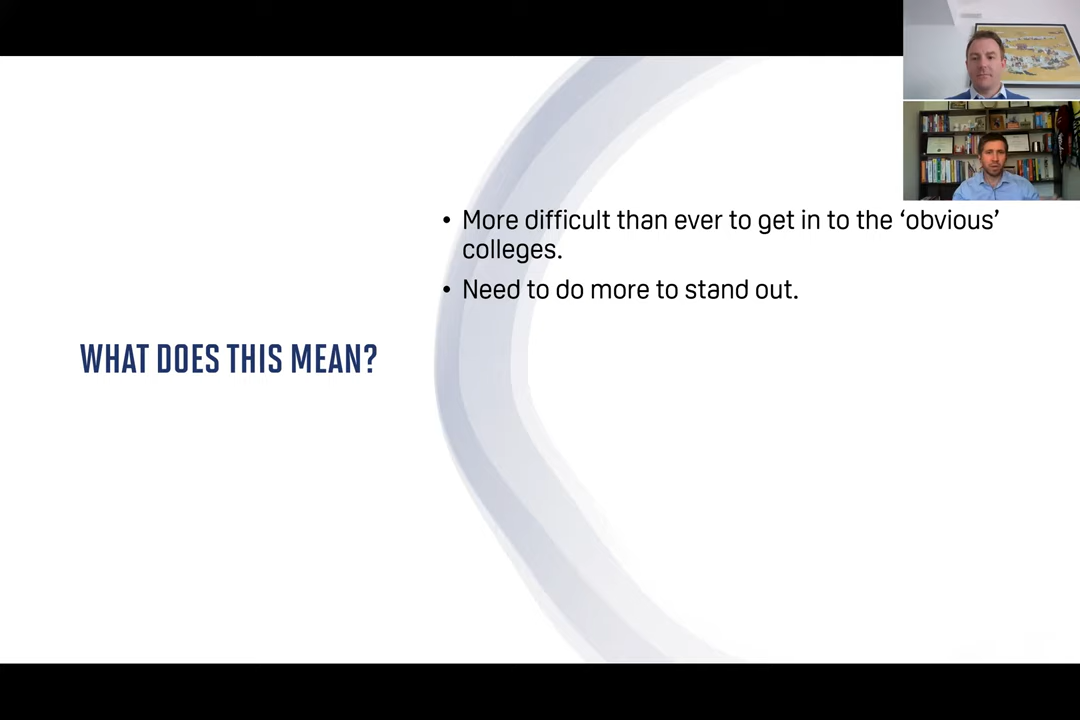 WHAT DOES THIS MEAN?
• More difficult than ever to get in to the ‘obvious’
colleges.
• Need to do more to stand out.